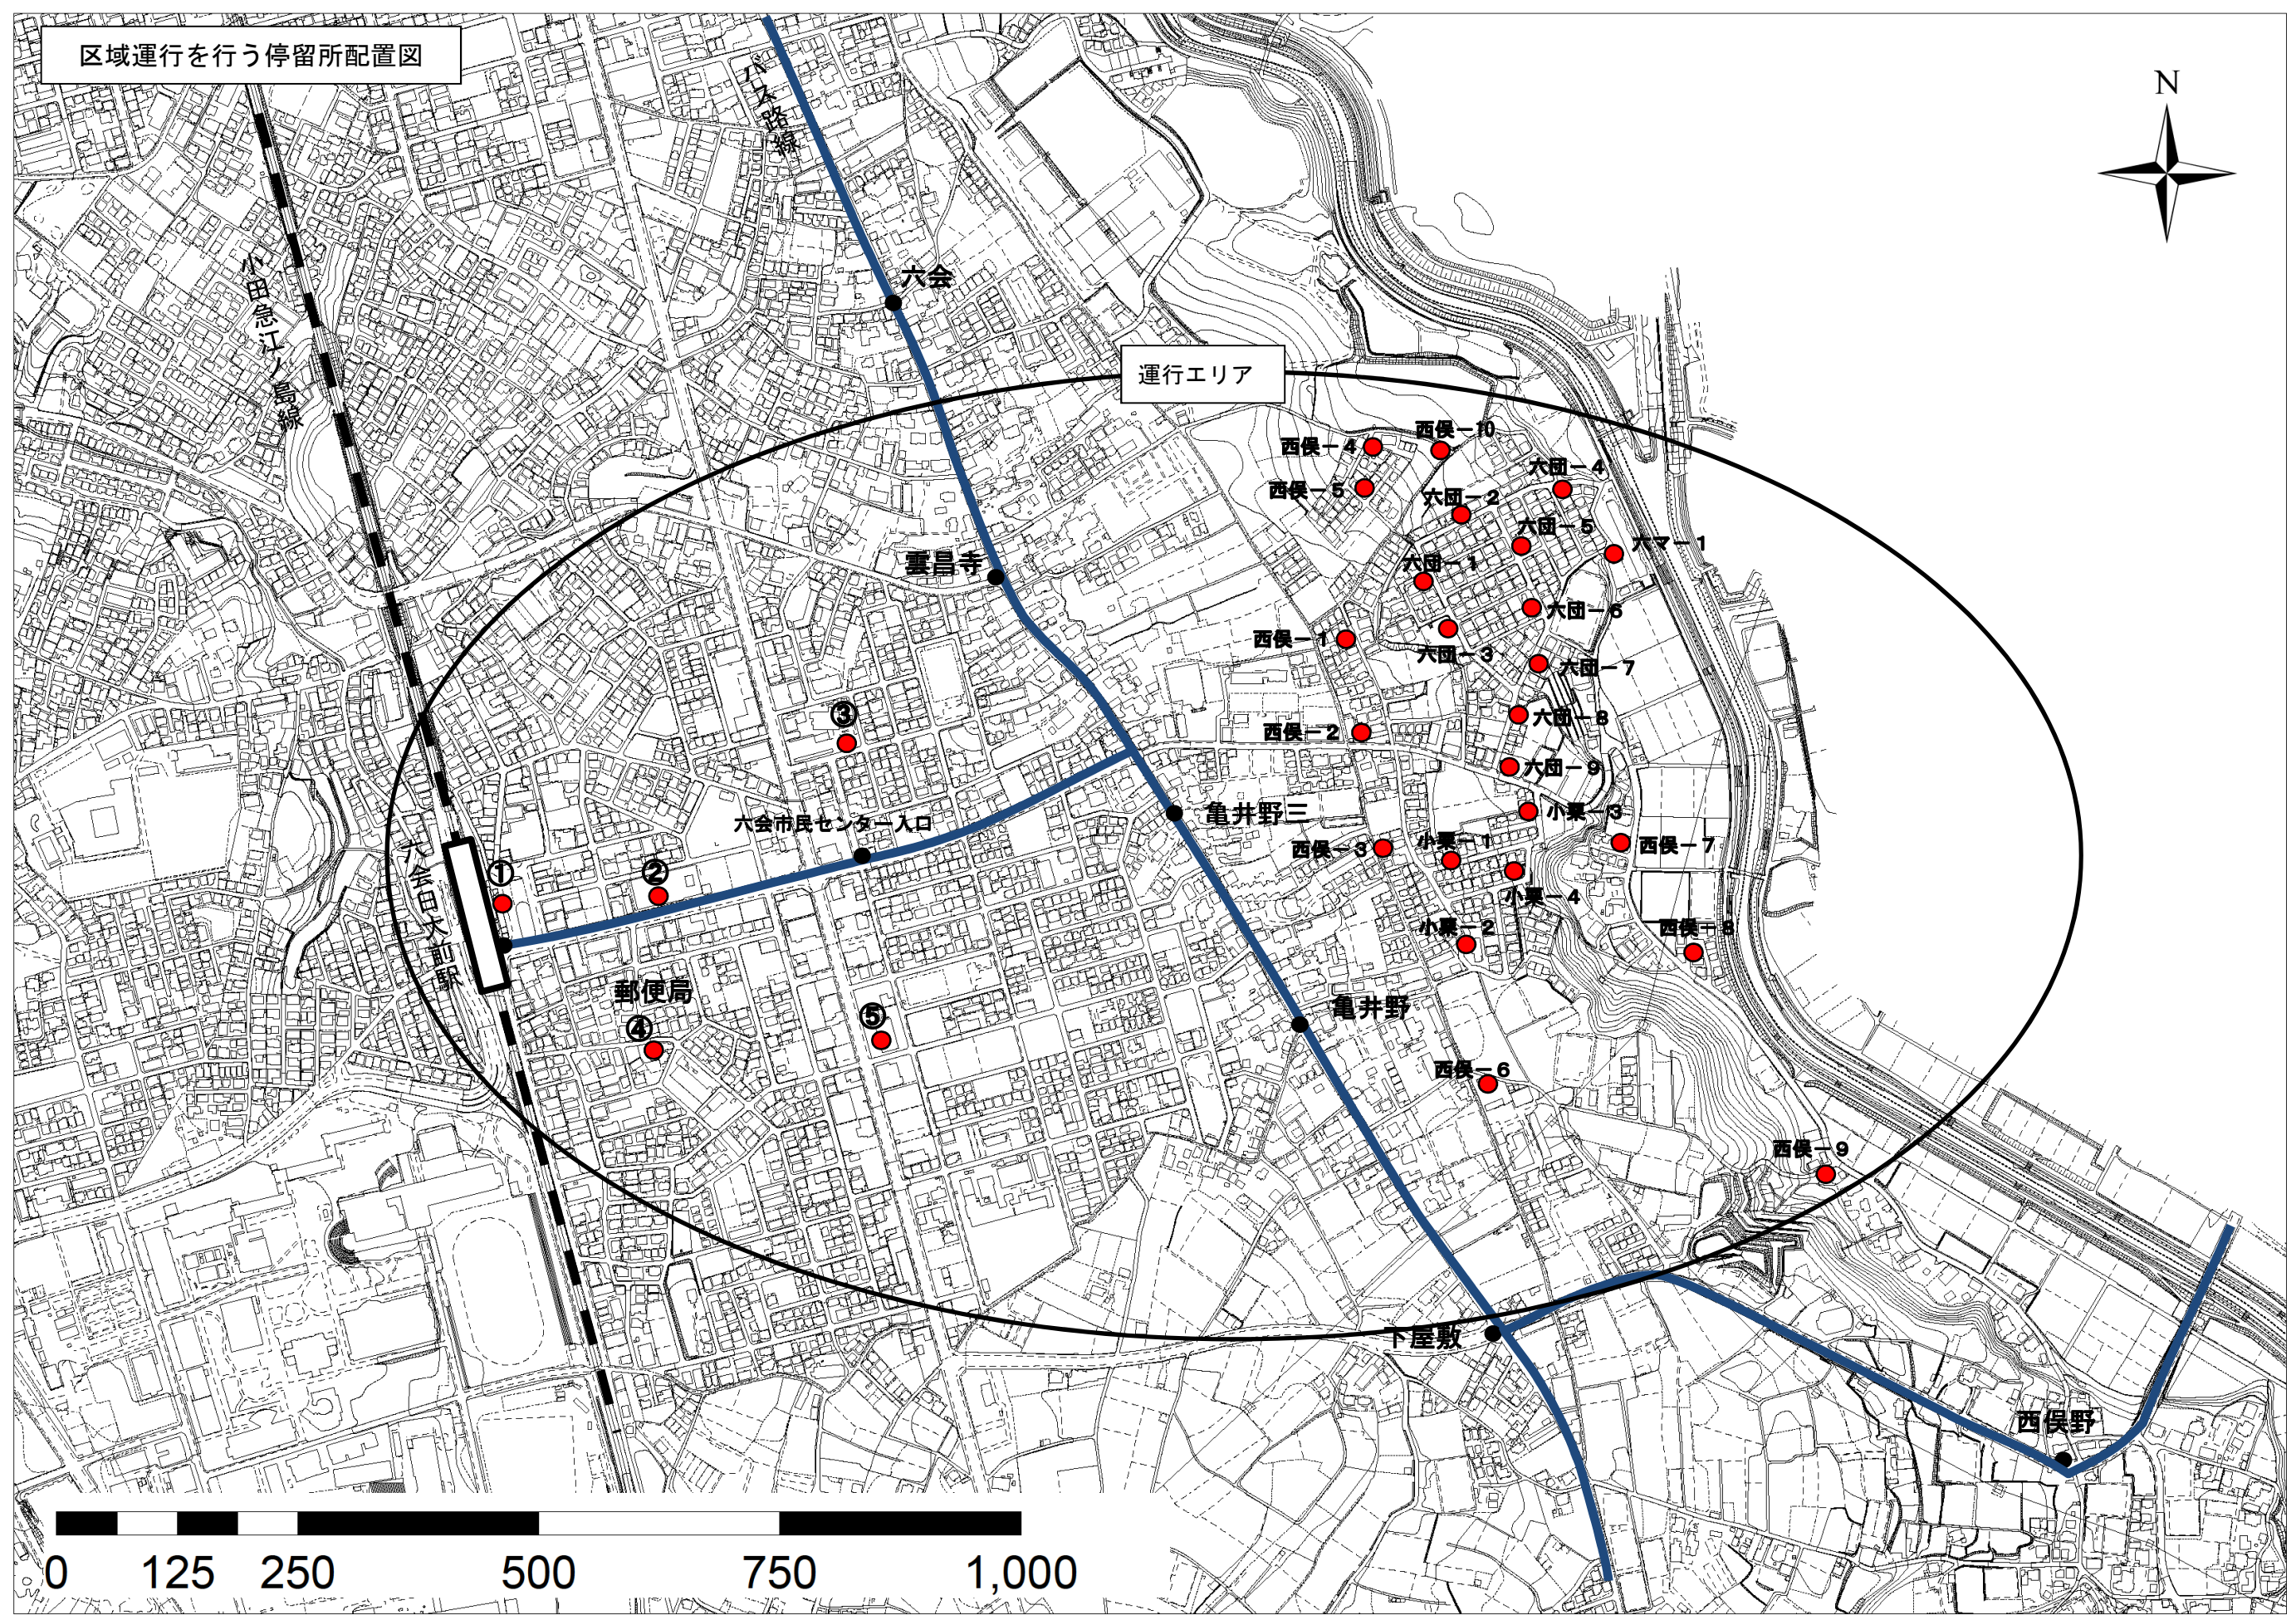 区域運行を行う停留所配置図
N
バス路線
小田急江ノ島線
六会
運行エリア
西俣－10
西俣－4
六団－4
西俣－5
六団－2
六団－5
六マ－1
雲昌寺
六団－1
六団－6
西俣－1
六団－3
六団－7
③
六団－8
西俣－2
六団－9
亀井野三
小栗－3
六会市民センター入口
小栗－1
西俣－7
西俣－3
①
②
小栗－4
六会日大前駅
小栗－2
西俣－8
郵便局
亀井野
⑤
④
西俣－6
西俣－9
下屋敷
西俣野
0 125 250 500 750 1,000